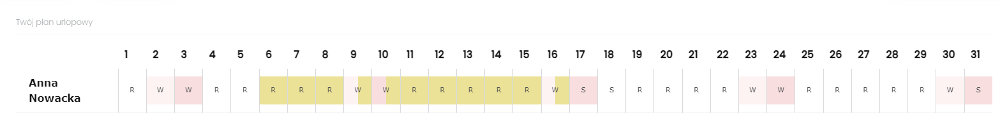 Twój plan urlopowy
1 2 3 4 5 6 7 8 9 10 11 12 13 14 15 16 17 18 19 20 21 22 23 24 25 26 27 28 29 30 31
Anna
R W W R R R R R W W R R R R R W S S R R R R W W R R R R R W S
Nowacka